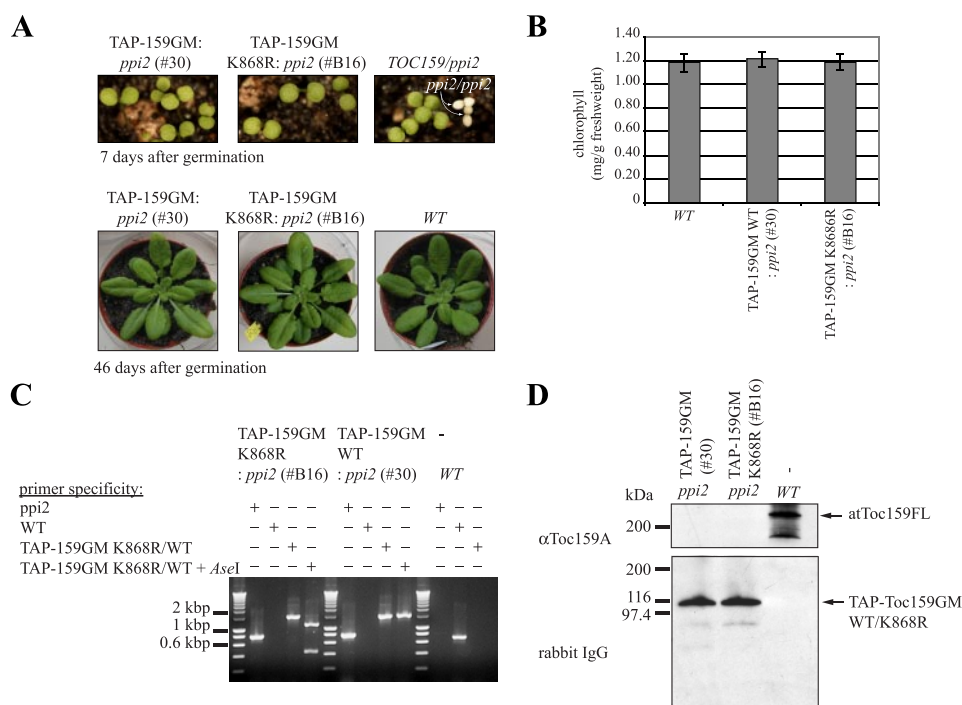 A
TAP-159GM:
ppi2 (#30)
TAP-159GM
K868R: ppi2 (#B16)
TOC159/ppi2
ppi2/ppi2
7 days after germination
TAP-159GM:
ppi2 (#30)
TAP-159GM
K868R: ppi2 (#B16)
WT
46 days after germination
B
chlorophyll
(mg/g freshweight)
1.40
1.20
1.00
0.80
0.60
0.40
0.20
0
WT
TAP-159GM WT
: ppi2 (#30)
TAP-159GM K8686R
: ppi2 (#B16)
C
TAP-159GM
K868R
: ppi2 (#B16)
TAP-159GM
WT
: ppi2 (#30)
-
WT
primer specificity:
ppi2 + – – – + – – – + – –
WT – + – – – + – – – + –
TAP-159GM K868R/WT – – + – – – + – – – +
TAP-159GM K868R/WT + AseI – – – + – – – + – – –
2 kbp
1 kbp
0.6 kbp
D
TAP-159GM
(#30)
ppi2
TAP-159GM
K868R (#B16)
ppi2
-
WT
kDa
200
αToc159A
atToc159FL
200
116
97.4
TAP-Toc159GM
WT/K868R
rabbit IgG